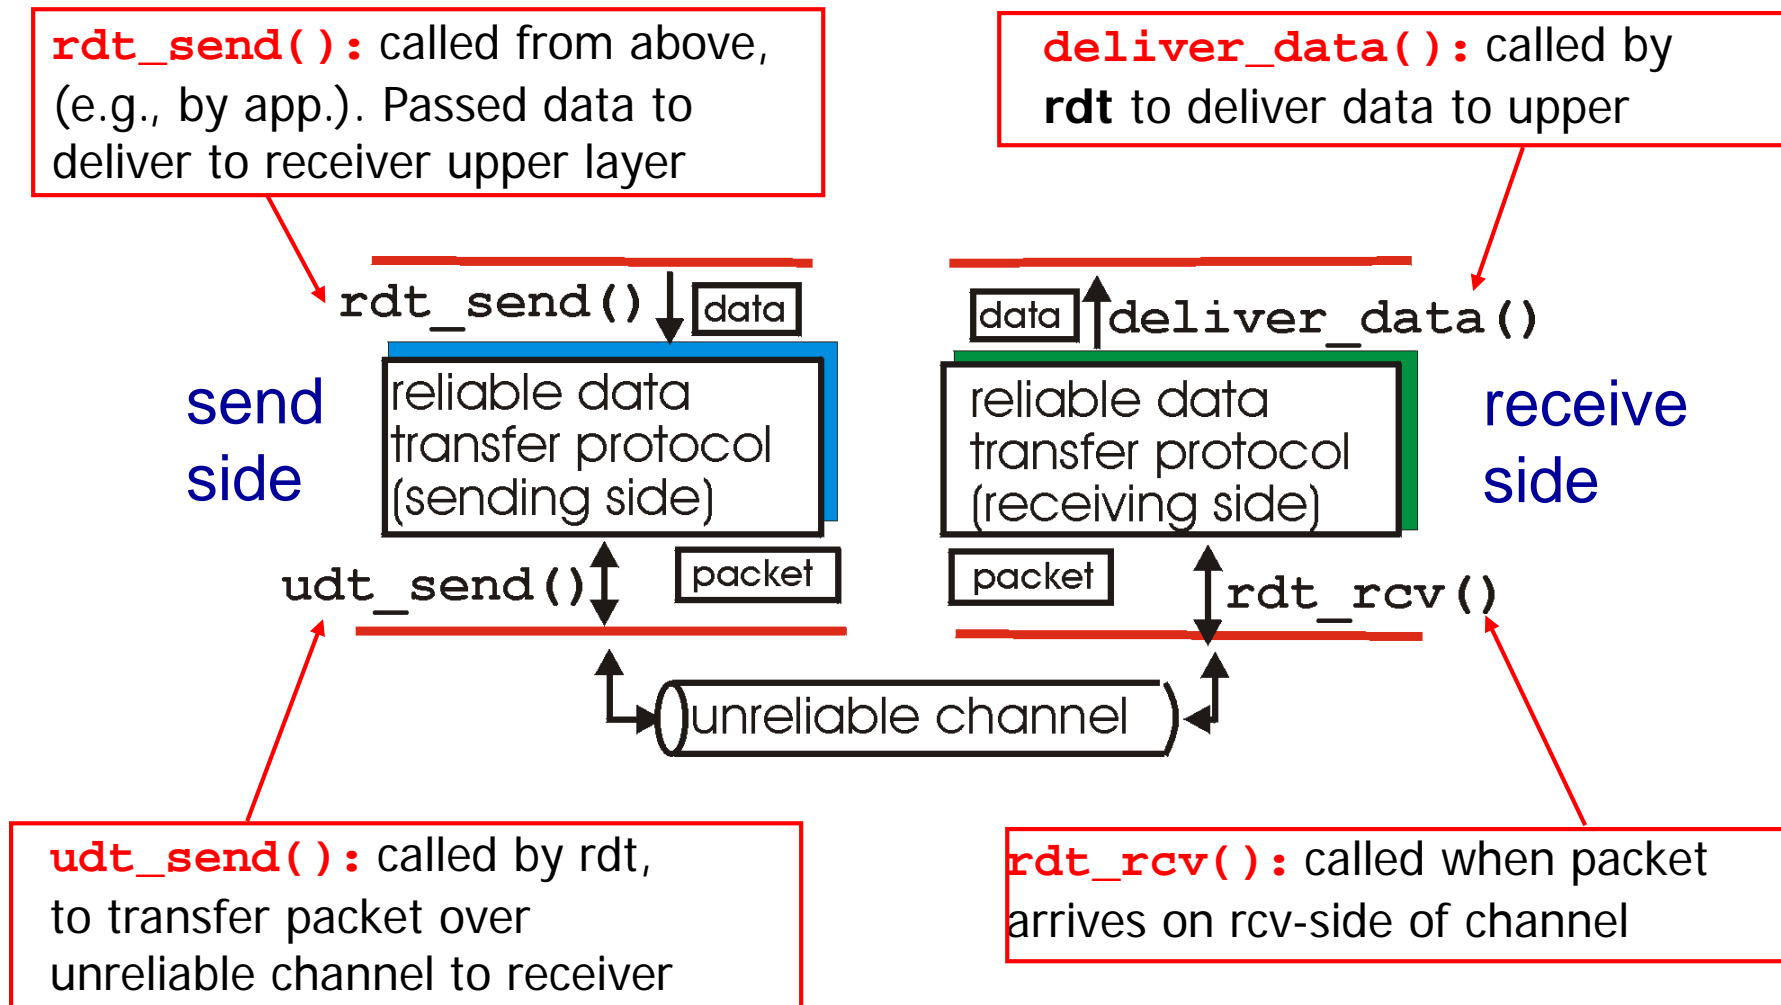 rdt_send(): called from above,
(e.g., by app.). Passed data to
deliver to receiver upper layer
deliver_data(): called by
rdt to deliver data to upper
rdt_send()
data
data
deliver_data()
send
side
reliable data
transfer protocol
(sending side)
reliable data
transfer protocol
(receiving side)
receive
side
udt_send()
packet
packet
rdt_rcv()
unreliable channel
udt_send(): called by rdt,
to transfer packet over
unreliable channel to receiver
rdt_rcv(): called when packet
arrives on rcv-side of channel